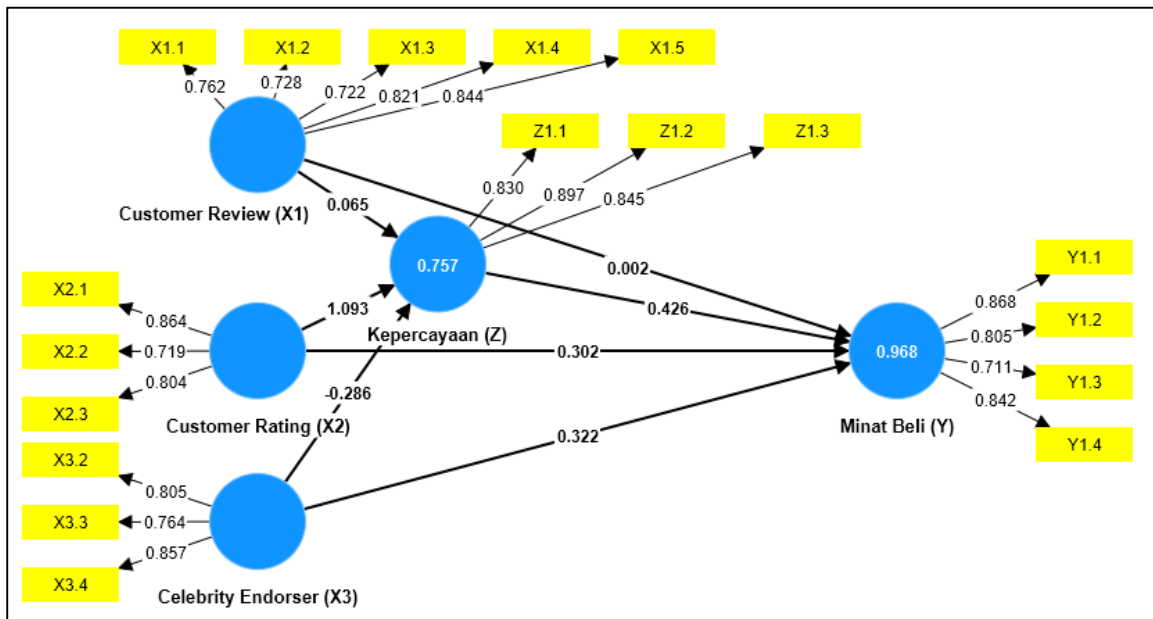 X1.1
X1.2
X1.3
X1.4
X1.5
0.762
0.728
0.722
0.821
0.844
Z1.1
Z1.2
Z1.3
0.830
0.897
0.845
Customer Review (X1)
0.065
0.757
0.002
Y1.1
X2.1
0.864
1.093
Kepercayaan (Z)
0.426
0.868
Y1.2
0.805
X2.2
0.719
0.302
0.968
0.711
Y1.3
0.804
-0.286
0.842
X2.3
Customer Rating (X2)
Minat Beli (Y)
Y1.4
X3.2
0.322
0.805
X3.3
0.764
0.857
X3.4
Celebrity Endorser (X3)